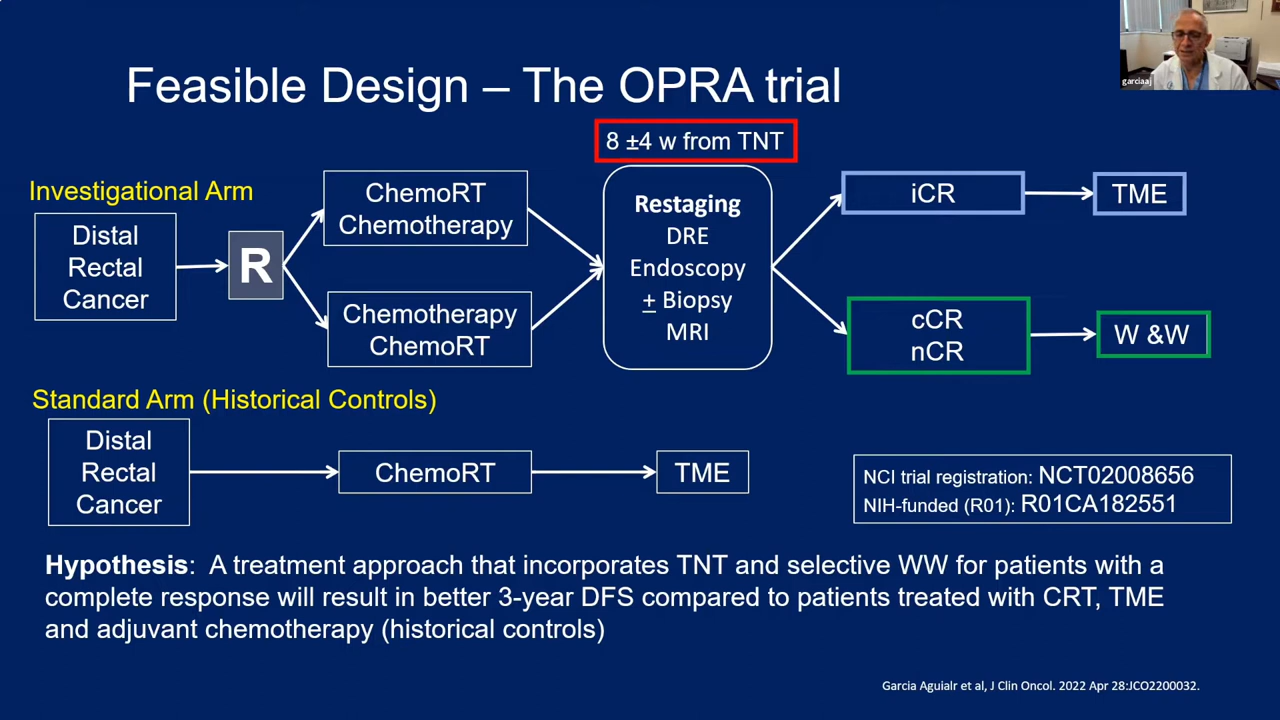 garciaaj
Feasible Design – The OPRA trial
8 ±4 w from TNT
Investigational Arm
Distal
Rectal
Cancer
R
ChemoRT
Chemotherapy
Chemotherapy
ChemoRT
Restaging
DRE
Endoscopy
± Biopsy
MRI
iCR
TME
cCR
nCR
W &W
Standard Arm (Historical Controls)
Distal
Rectal
Cancer
ChemoRT
TME
NCI trial registration: NCT02008656
NIH-funded (R01): R01CA182551
Hypothesis: A treatment approach that incorporates TNT and selective WW for patients with a
complete response will result in better 3-year DFS compared to patients treated with CRT, TME
and adjuvant chemotherapy (historical controls)
Garcia Aguialr et al, J Clin Oncol. 2022 Apr 28:JCO2200032.